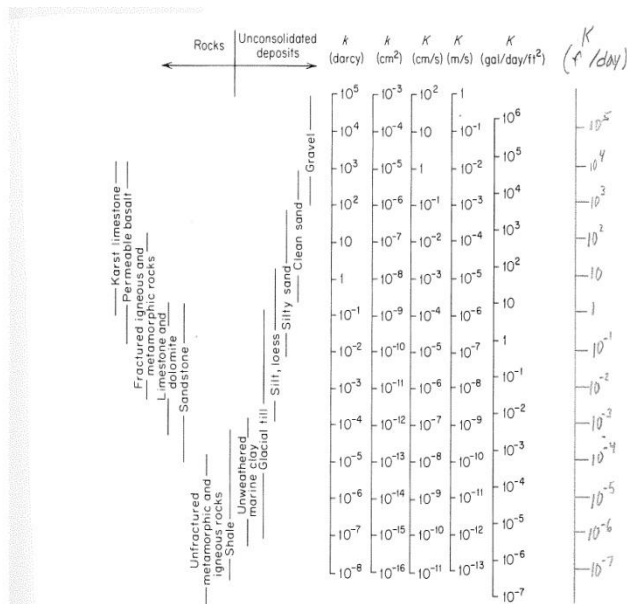 Rocks
Unconsolidated
deposits
k
(darcy)
k
(cm²)
K
(cm/s)
K
(m/s)
K
(gal/day/ft²)
K
(f'/day)
Karst limestone
Permeable basalt
Fractured igneous and
metamorphic rocks
Limestone and
dolomite
Sandstone
Unfractured
metamorphic and
igneous rocks
Shale
Unweathered
marine clay
Glacial till
Silt, loess
Silty sand
Clean sand
Gravel
10⁵
10⁴
10³
10²
10
1
10⁻¹
10⁻²
10⁻³
10⁻⁴
10⁻⁵
10⁻⁶
10⁻⁷
10⁻⁸
10⁻³
10⁻⁴
10⁻⁵
10⁻⁶
10⁻⁷
10⁻⁸
10⁻⁹
10⁻¹⁰
10⁻¹¹
10⁻¹²
10⁻¹³
10⁻¹⁴
10⁻¹⁵
10⁻¹⁶
10²
10
1
10⁻¹
10⁻²
10⁻³
10⁻⁴
10⁻⁵
10⁻⁶
10⁻⁷
10⁻⁸
10⁻⁹
10⁻¹⁰
10⁻¹¹
1
10⁻¹
10⁻²
10⁻³
10⁻⁴
10⁻⁵
10⁻⁶
10⁻⁷
10⁻⁸
10⁻⁹
10⁻¹⁰
10⁻¹¹
10⁻¹²
10⁻¹³
10⁶
10⁵
10⁴
10³
10²
10
1
10⁻¹
10⁻²
10⁻³
10⁻⁴
10⁻⁵
10⁻⁶
10⁻⁷
10⁵
10⁴
10³
10²
10
1
10⁻¹
10⁻²
10⁻³
10⁻⁴
10⁻⁵
10⁻⁶
10⁻⁷